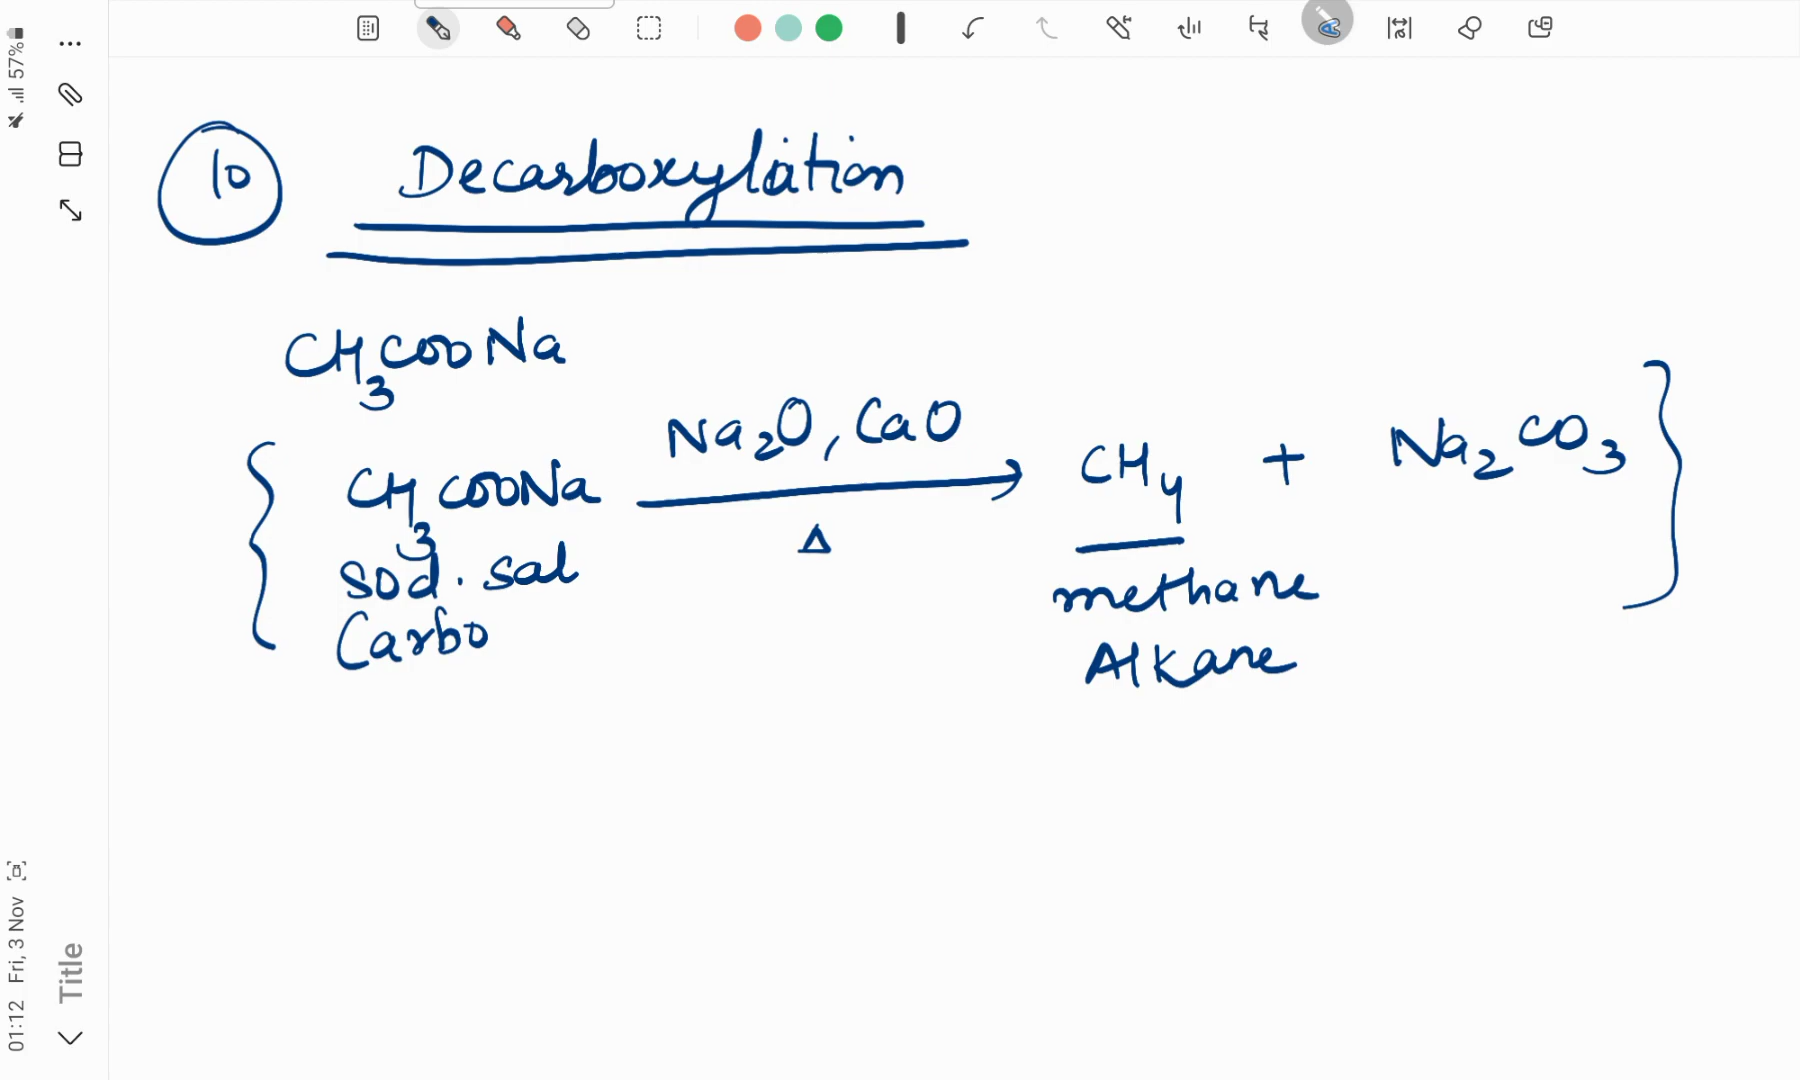 57%
01:12 Fri, 3 Nov
Title
10 Decarboxylation
CH3COONa
CH3COONa Na2O, CaO Δ CH4 + Na2CO3
sod. sal methane
Carbo Alkane